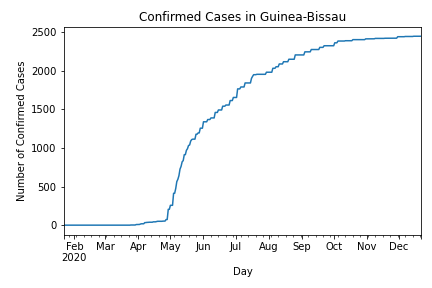 Confirmed Cases in Guinea-Bissau
Number of Confirmed Cases
2500
2000
1500
1000
500
0
Feb Mar Apr May Jun Jul Aug Sep Oct Nov Dec
2020
Day